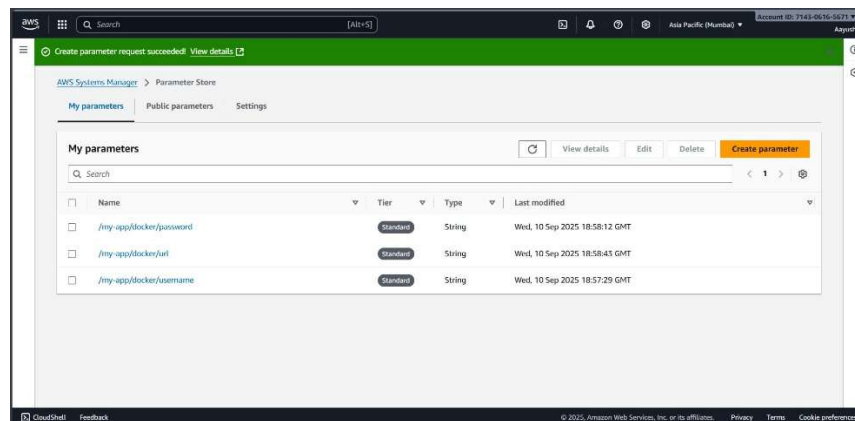 aws Search [Alt+S] Asia Pacific (Mumbai) Account ID: 7143-0616-5671
Aayush
Create parameter request succeeded! View details
AWS Systems Manager > Parameter Store
My parameters Public parameters Settings
My parameters View details Edit Delete Create parameter
Search 1
Name Tier Type Last modified
/my-app/docker/password Standard String Wed, 10 Sep 2025 18:58:12 GMT
/my-app/docker/url Standard String Wed, 10 Sep 2025 18:58:43 GMT
/my-app/docker/username Standard String Wed, 10 Sep 2025 18:57:29 GMT
CloudShell Feedback © 2025, Amazon Web Services, Inc. or its affiliates. Privacy Terms Cookie preferences